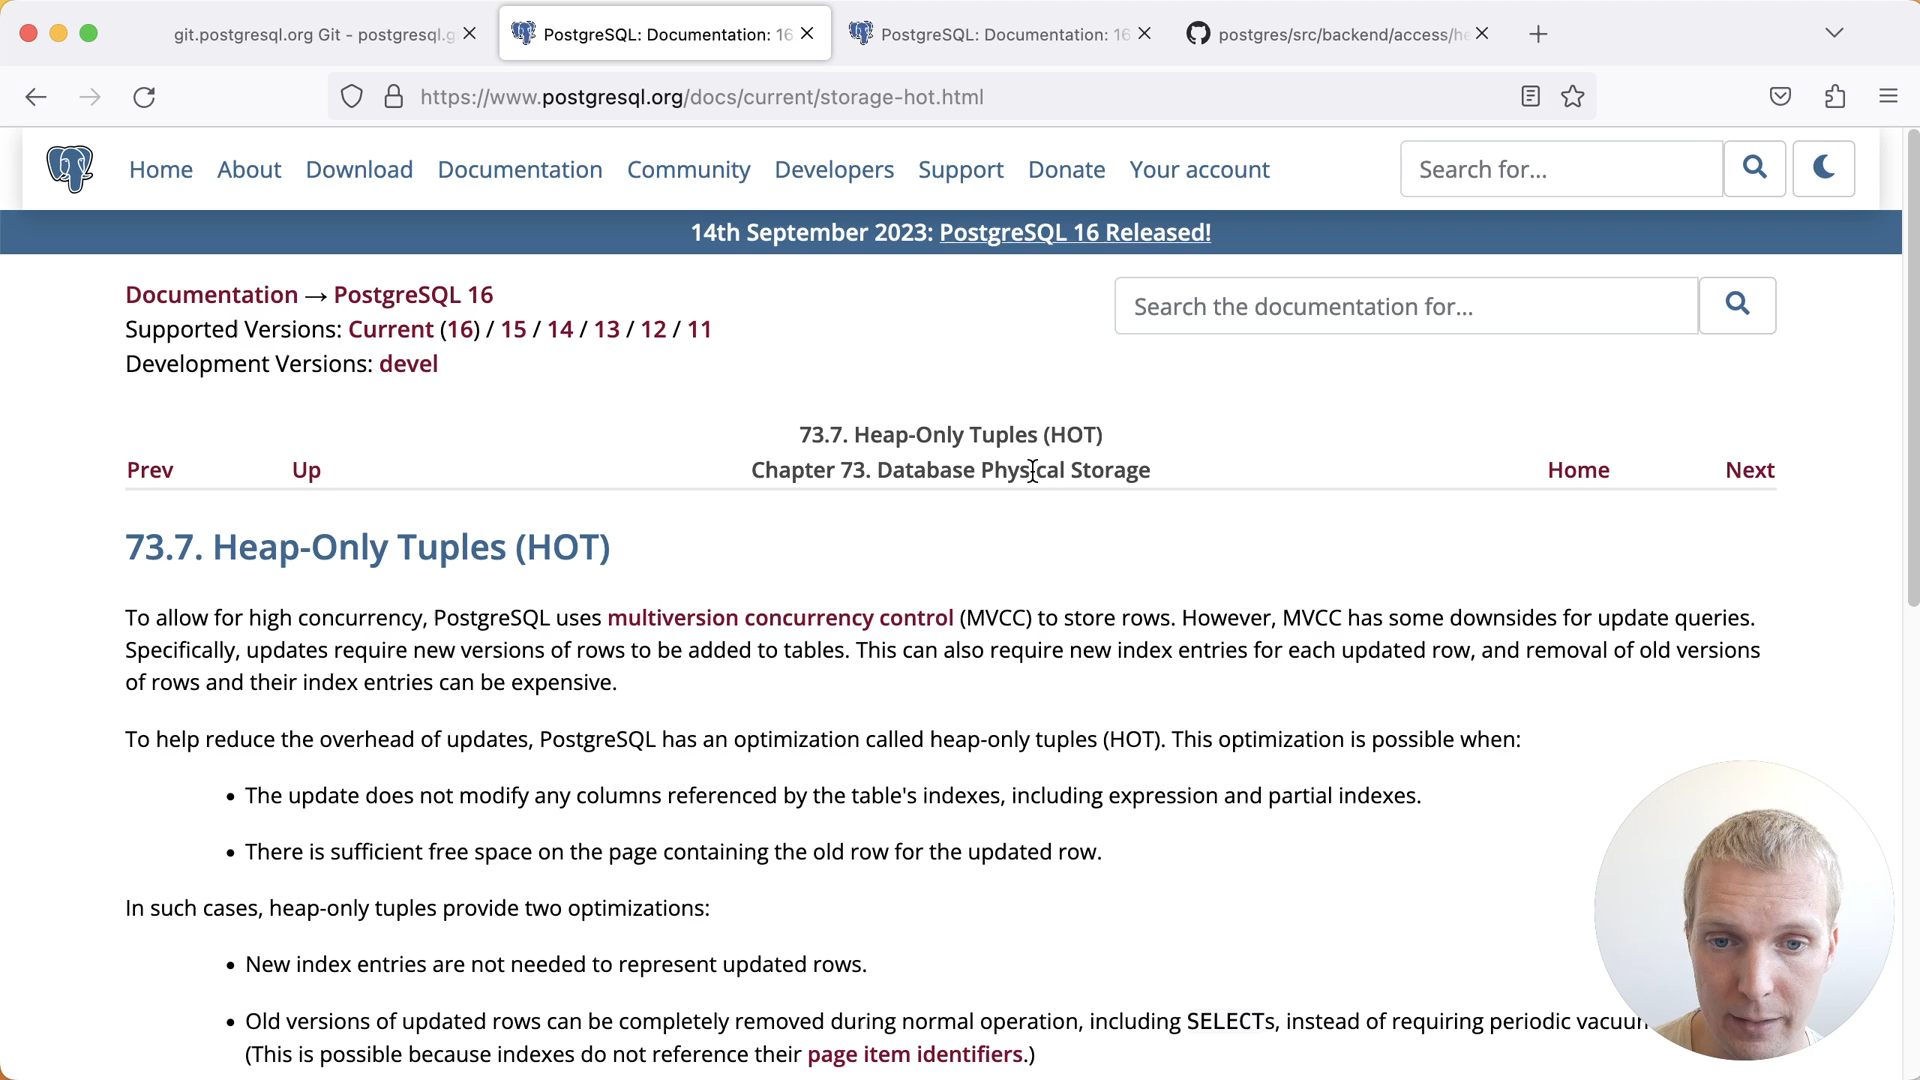 git.postgresql.org Git - postgresql.g
PostgreSQL: Documentation: 16
PostgreSQL: Documentation: 16
postgres/src/backend/access/he
https://www.postgresql.org/docs/current/storage-hot.html
Home About Download Documentation Community Developers Support Donate Your account
Search for...
14th September 2023: PostgreSQL 16 Released!
Documentation → PostgreSQL 16
Supported Versions: Current (16) / 15 / 14 / 13 / 12 / 11
Development Versions: devel
Search the documentation for...
73.7. Heap-Only Tuples (HOT)
Prev Up Chapter 73. Database Physical Storage Home Next
73.7. Heap-Only Tuples (HOT)
To allow for high concurrency, PostgreSQL uses multiversion concurrency control (MVCC) to store rows. However, MVCC has some downsides for update queries.
Specifically, updates require new versions of rows to be added to tables. This can also require new index entries for each updated row, and removal of old versions
of rows and their index entries can be expensive.
To help reduce the overhead of updates, PostgreSQL has an optimization called heap-only tuples (HOT). This optimization is possible when:
• The update does not modify any columns referenced by the table's indexes, including expression and partial indexes.
• There is sufficient free space on the page containing the old row for the updated row.
In such cases, heap-only tuples provide two optimizations:
• New index entries are not needed to represent updated rows.
• Old versions of updated rows can be completely removed during normal operation, including SELECTs, instead of requiring periodic vacuum
(This is possible because indexes do not reference their page item identifiers.)